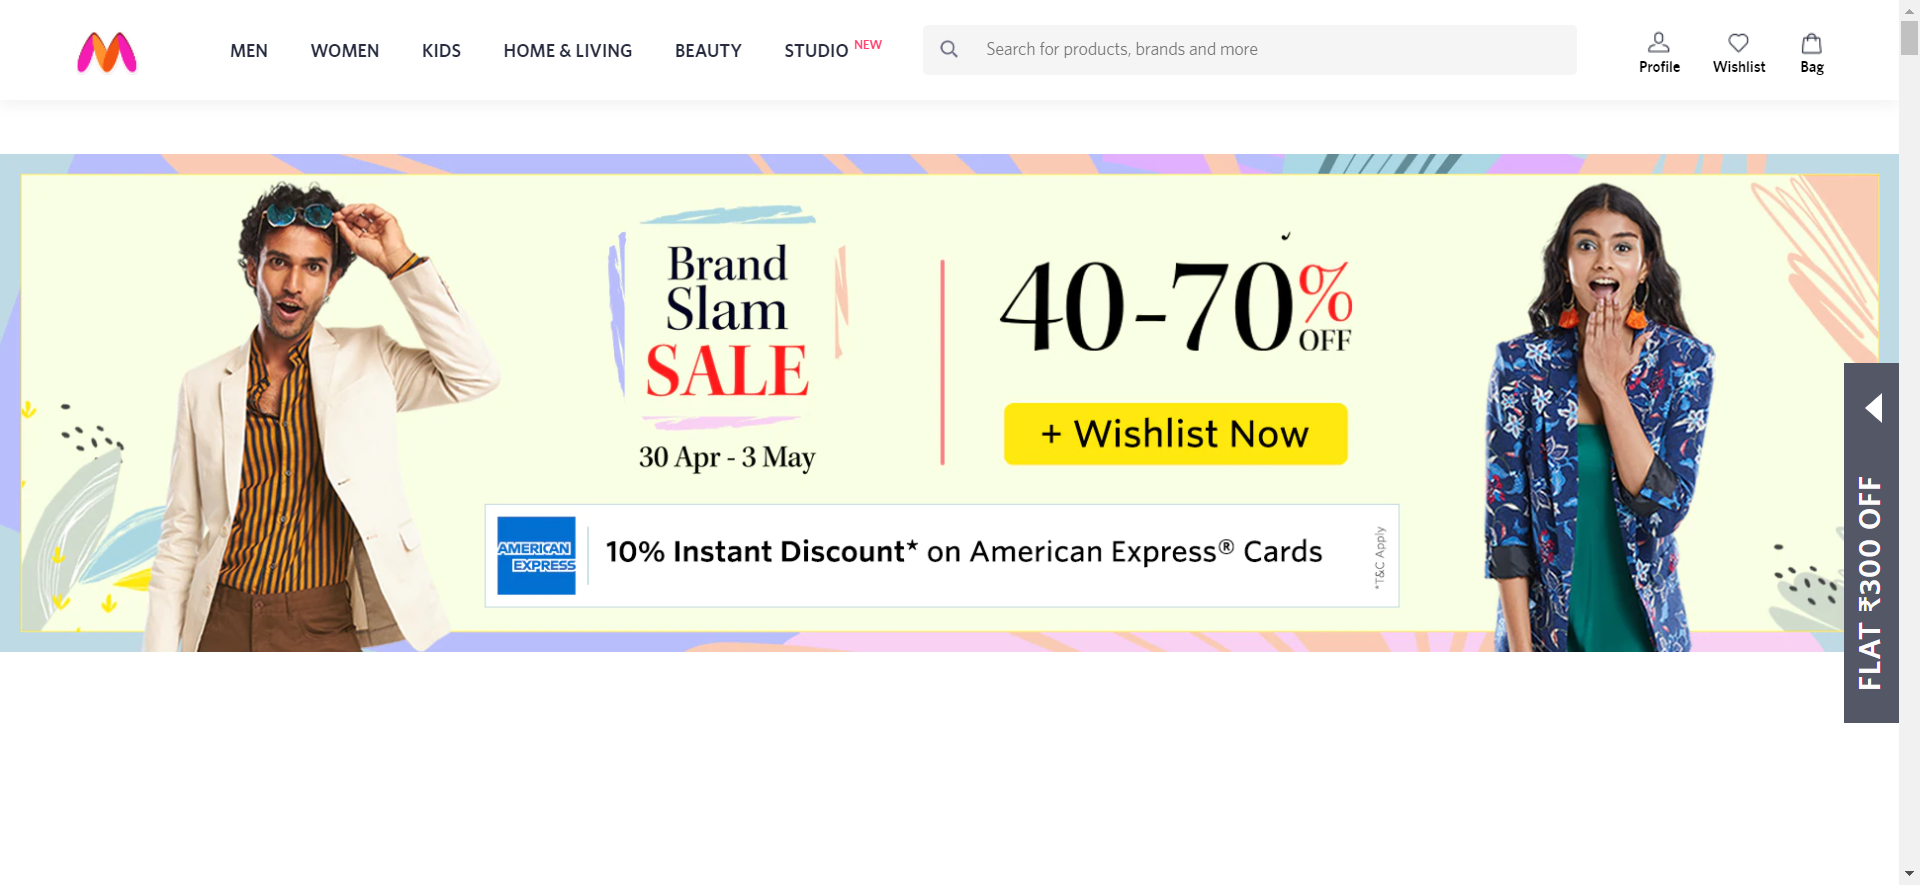 MEN
WOMEN
KIDS
HOME & LIVING
BEAUTY
STUDIO NEW
Search for products, brands and more
Profile
Wishlist
Bag
Brand
Slam
SALE
30 Apr - 3 May
40-70%
OFF
+ Wishlist Now
AMERICAN
EXPRESS
10% Instant Discount* on American Express® Cards
*T&C Apply
FLAT ₹300 OFF